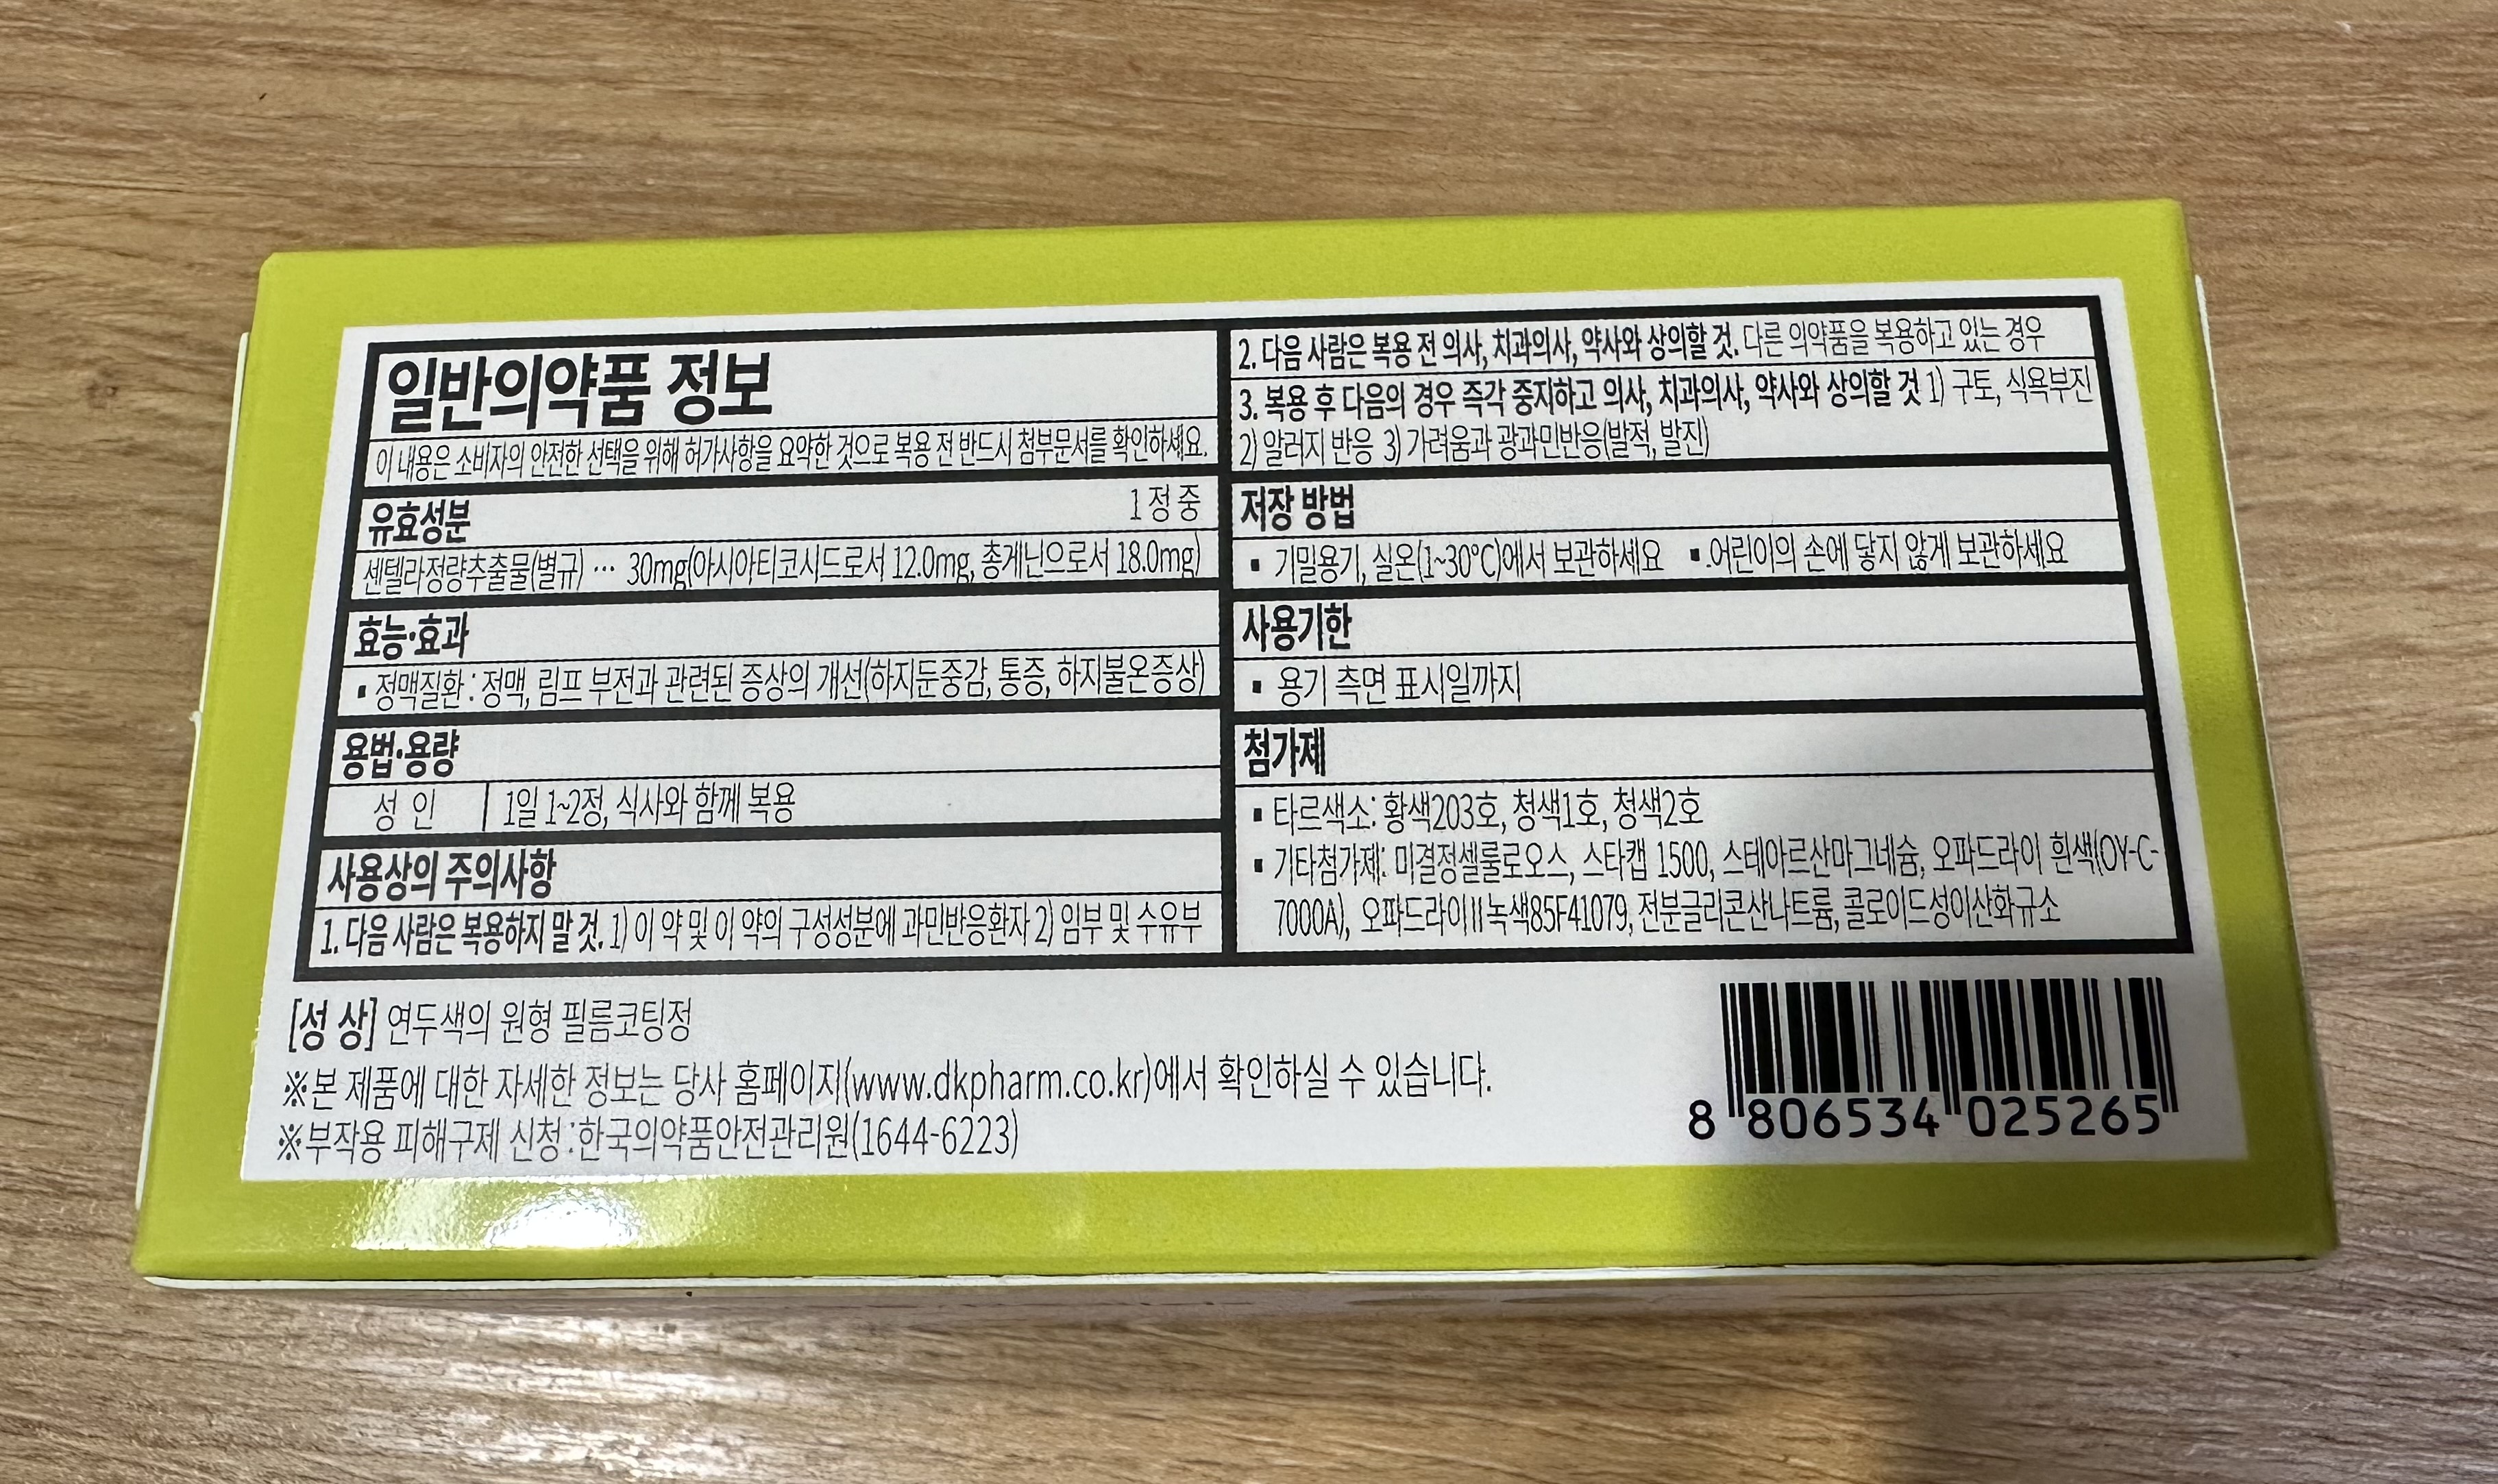 일반의약품 정보
이 내용은 소비자의 안전한 선택을 위해 허가사항을 요약한 것으로 복용 전 반드시 첨부문서를 확인하세요.
유효성분 1 정 중
센텔라정량추출물(별규) ··· 30mg(아시아티코시드로서 12.0mg, 총게닌으로서 18.0mg)
효능·효과
▪ 정맥질환 : 정맥, 림프 부전과 관련된 증상의 개선(하지둔중감, 통증, 하지불온증상)
용법·용량
성 인 | 1일 1~2정, 식사와 함께 복용
사용상의 주의사항
1. 다음 사람은 복용하지 말 것. 1) 이 약 및 이 약의 구성성분에 과민반응환자 2) 임부 및 수유부
2. 다음 사람은 복용 전 의사, 치과의사, 약사와 상의할 것. 다른 의약품을 복용하고 있는 경우
3. 복용 후 다음의 경우 즉각 중지하고 의사, 치과의사, 약사와 상의할 것 1) 구토, 식욕부진
2) 알러지 반응 3) 가려움과 광과민반응(발적, 발진)
저장 방법
▪ 기밀용기, 실온(1~30℃)에서 보관하세요 ▪ .어린이의 손에 닿지 않게 보관하세요
사용기한
▪ 용기 측면 표시일까지
첨가제
▪ 타르색소: 황색203호, 청색1호, 청색2호
▪ 기타첨가제: 미결정셀룰로오스, 스타캡 1500, 스테아르산마그네슘, 오파드라이 흰색(OY-C-
7000A), 오파드라이II녹색85F41079, 전분글리콘산나트륨, 콜로이드성이산화규소
[성 상] 연두색의 원형 필름코팅정
※본 제품에 대한 자세한 정보는 당사 홈페이지(www.dkpharm.co.kr)에서 확인하실 수 있습니다.
※부작용 피해구제 신청 : 한국의약품안전관리원(1644-6223)
8 806534 025265